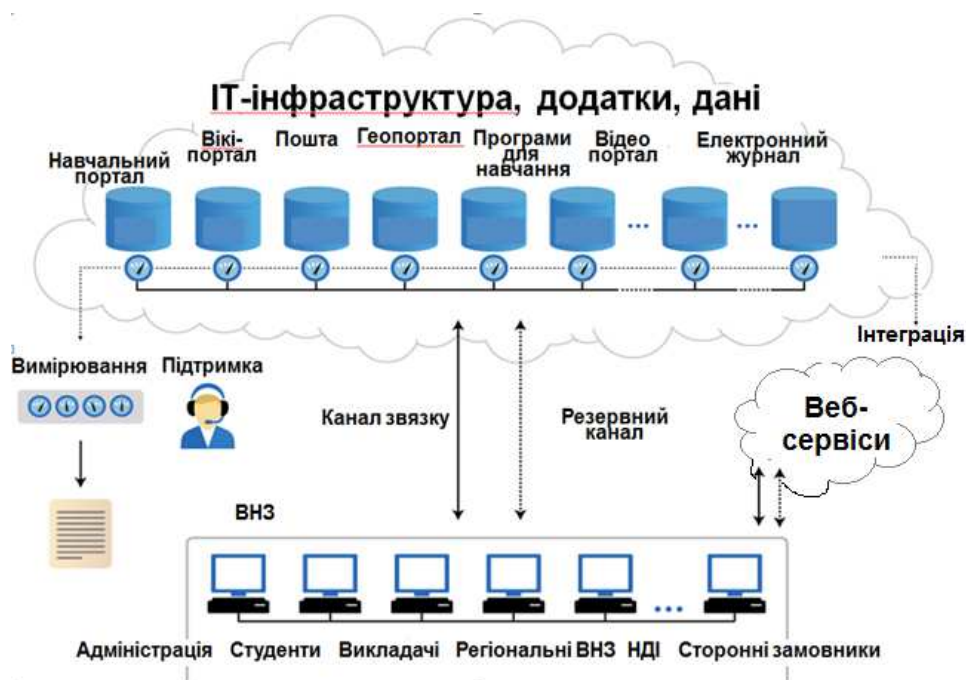 ІТ-інфраструктура, додатки, дані
Навчальний
портал
Вікі-
портал
Пошта
Геопортал
Програми
для
навчання
Відео
портал
Електронний
журнал
Інтеграція
Вимірювання
Підтримка
Канал звязку
Резервний
канал
Веб-
сервіси
ВНЗ
Адміністрація Студенти Викладачі Регіональні ВНЗ НДІ Сторонні замовники